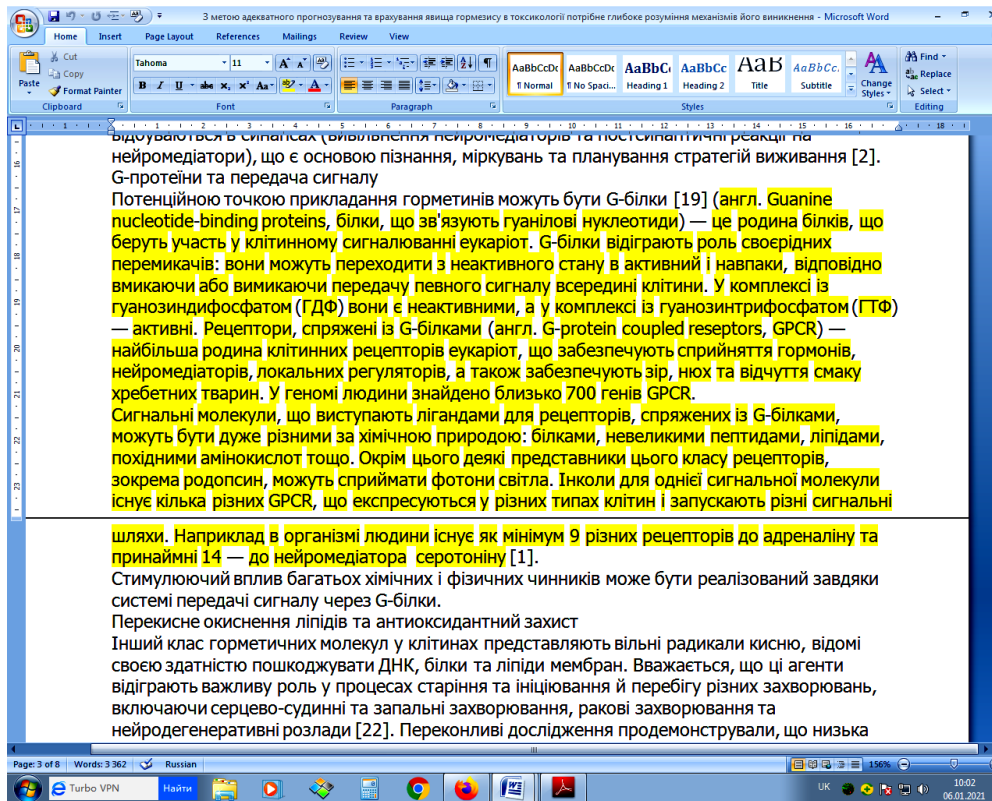 З метою адекватного прогнозування та врахування явища гормезису в токсикології потрібне глибоке розуміння механізмів його виникнення - Microsoft Word
Home Insert Page Layout References Mailings Review View
Cut
Copy
Format Painter
Paste
Tahoma 11
AaBbCcDc AaBbCcDc AaBbC AaBbCc AaB AaBbCc.
¶ Normal ¶ No Spaci... Heading 1 Heading 2 Title Subtitle
Change Styles
Find
Replace
Select
Clipboard Font Paragraph Styles Editing
відбуваються в синапсах (вивільнення нейромедіаторів та постсинаптичні реакції на
нейромедіатори), що є основою пізнання, міркувань та планування стратегій виживання [2].
G-протеїни та передача сигналу
Потенційною точкою прикладання горметинів можуть бути G-білки [19] (англ. Guanine
nucleotide-binding proteins, білки, що зв'язують гуанілові нуклеотиди) — це родина білків, що
беруть участь у клітинному сигналюванні еукаріот. G-білки відіграють роль своєрідних
перемикачів: вони можуть переходити з неактивного стану в активний і навпаки, відповідно
вмикаючи або вимикаючи передачу певного сигналу всередині клітини. У комплексі із
гуанозиндифосфатом (ГДФ) вони є неактивними, а у комплексі із гуанозинтрифосфатом (ГТФ)
— активні. Рецептори, спряжені із G-білками (англ. G-protein coupled reseptors, GPCR) —
найбільша родина клітинних рецепторів еукаріот, що забезпечують сприйняття гормонів,
нейромедіаторів, локальних регуляторів, а також забезпечують зір, нюх та відчуття смаку
хребетних тварин. У геномі людини знайдено близько 700 генів GPCR.
Сигнальні молекули, що виступають лігандами для рецепторів, спряжених із G-білками,
можуть бути дуже різними за хімічною природою: білками, невеликими пептидами, ліпідами,
похідними амінокислот тощо. Окрім цього деякі представники цього класу рецепторів,
зокрема родопсин, можуть сприймати фотони світла. Інколи для однієї сигнальної молекули
існує кілька різних GPCR, що експресуються у різних типах клітин і запускають різні сигнальні
шляхи. Наприклад в організмі людини існує як мінімум 9 різних рецепторів до адреналіну та
принаймні 14 — до нейромедіатора серотоніну [1].
Стимулюючий вплив багатьох хімічних і фізичних чинників може бути реалізований завдяки
системі передачі сигналу через G-білки.
Перекисне окиснення ліпідів та антиоксидантний захист
Інший клас горметичних молекул у клітинах представляють вільні радикали кисню, відомі
своєю здатністю пошкоджувати ДНК, білки та ліпіди мембран. Вважається, що ці агенти
відіграють важливу роль у процесах старіння та ініціювання й перебігу різних захворювань,
включаючи серцево-судинні та запальні захворювання, ракові захворювання та
нейродегенеративні розлади [22]. Переконливі дослідження продемонстрували, що низька
Page: 3 of 8 Words: 3 362 Russian 156%
Turbo VPN Найти UK 10:02
06.01.2021